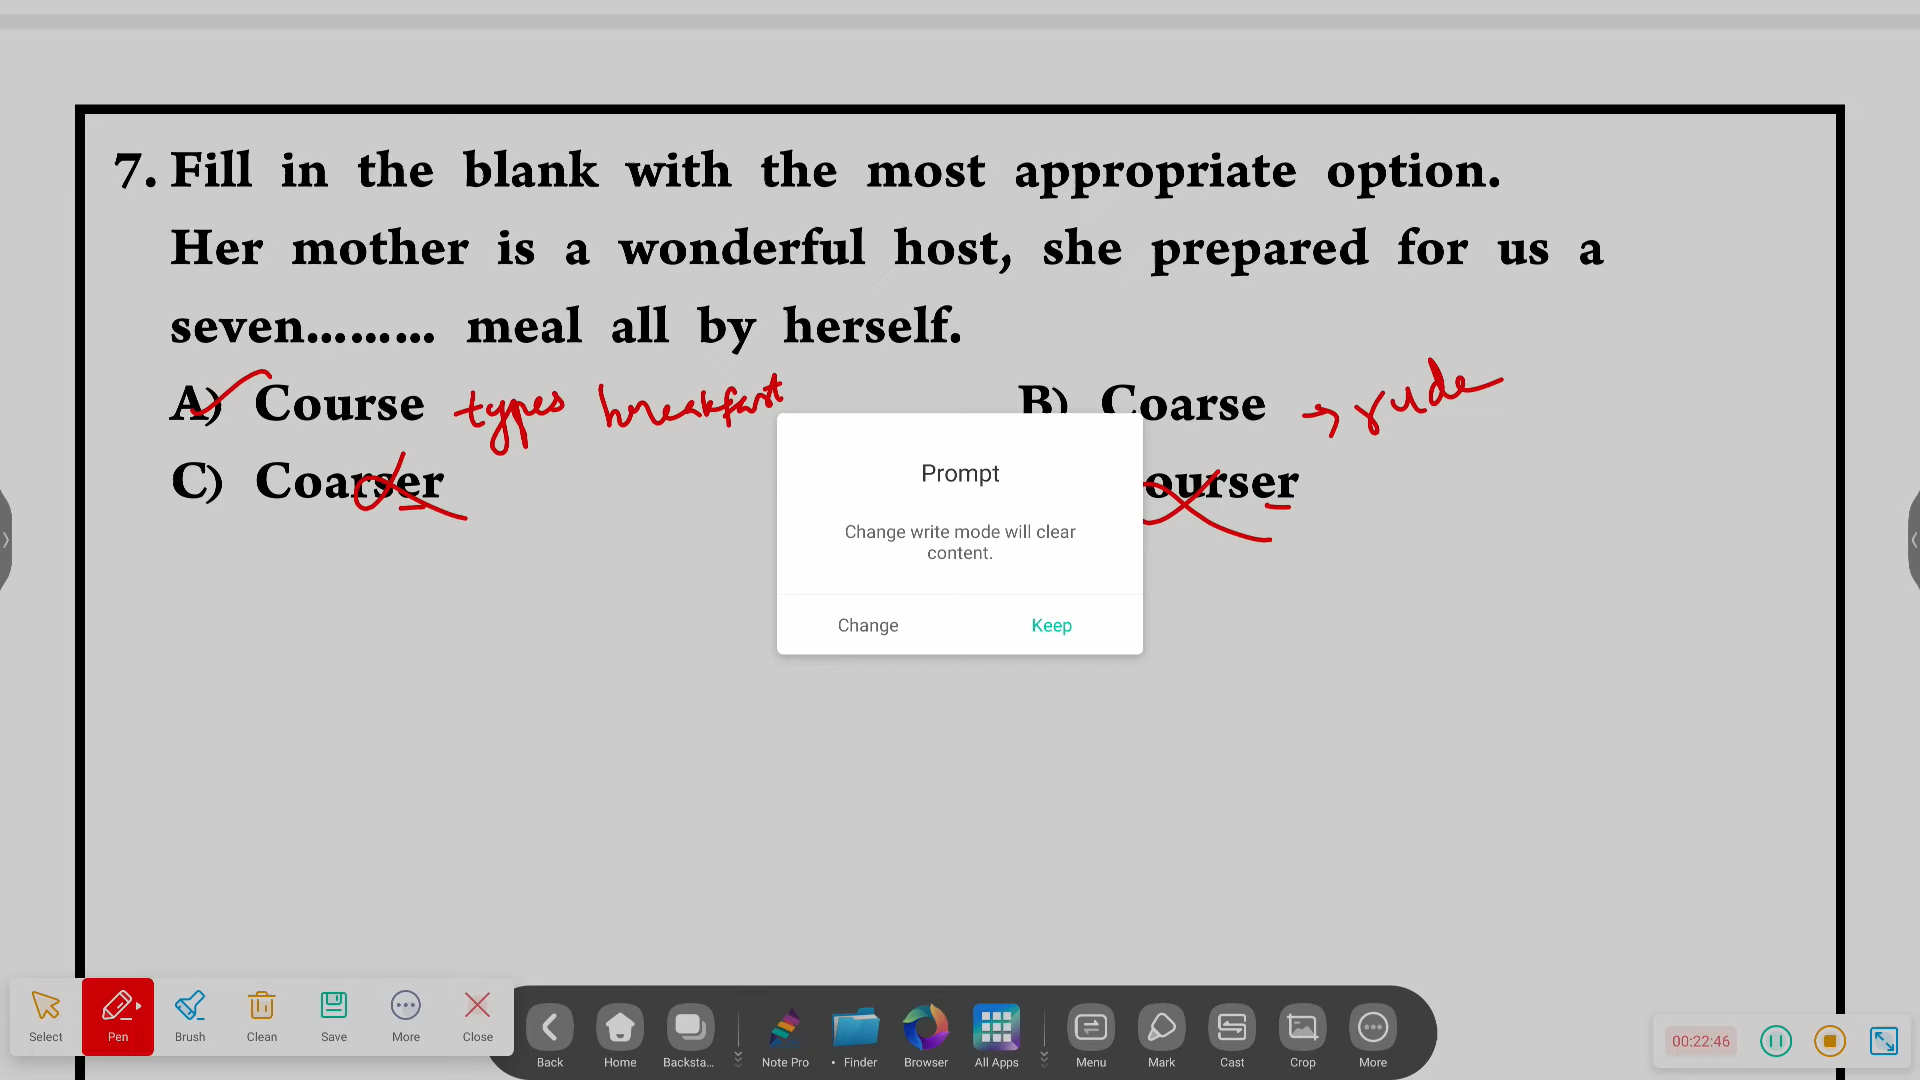 7. Fill in the blank with the most appropriate option.
Her mother is a wonderful host, she prepared for us a
seven......... meal all by herself.
A) Course types breakfast B) Coarse → rude
C) Coarser ourser
Prompt
Change write mode will clear
content.
Change Keep
Select Pen Brush Clean Save More Close
Back Home Backsta... Note Pro • Finder Browser All Apps Menu Mark Cast Crop More
00:22:46